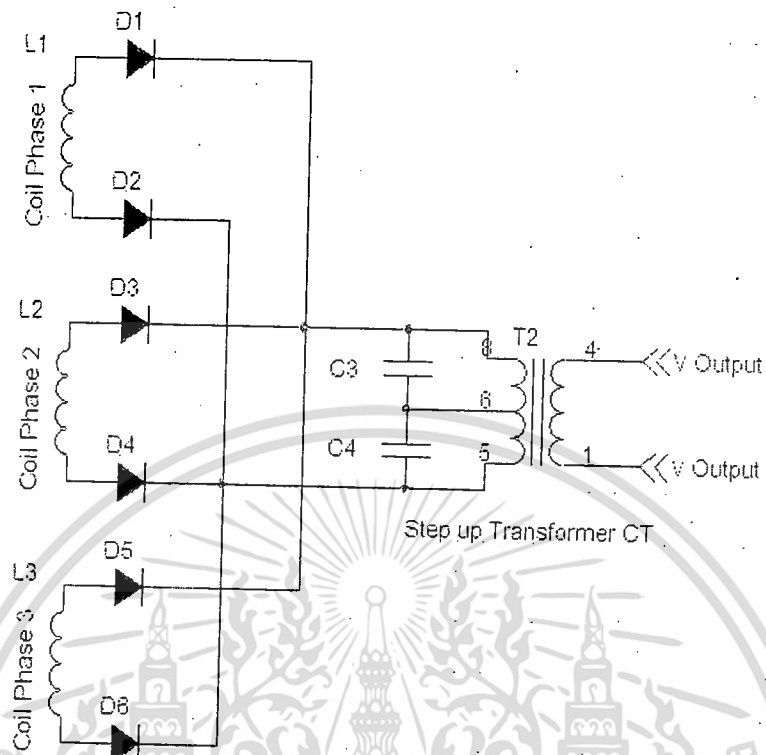 D1
L1
Coil Phase 1
D2
D3
L2
Coil Phase 2
D4
C3
C4
T2
8
6
5
4
1
V Output
V Output
Step up Transformer CT
D5
L3
Coil Phase 3
D6